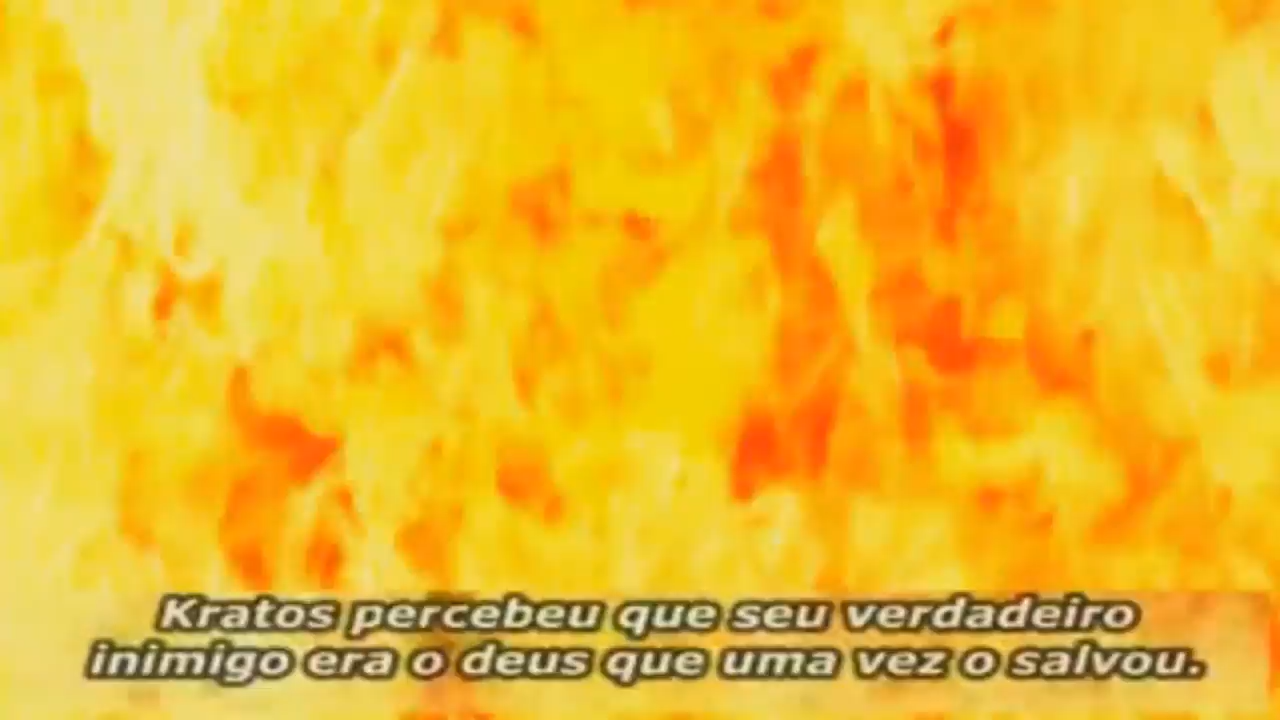 Kratos percebeu que seu verdadeiro
inimigo era o deus que uma vez o salvou.